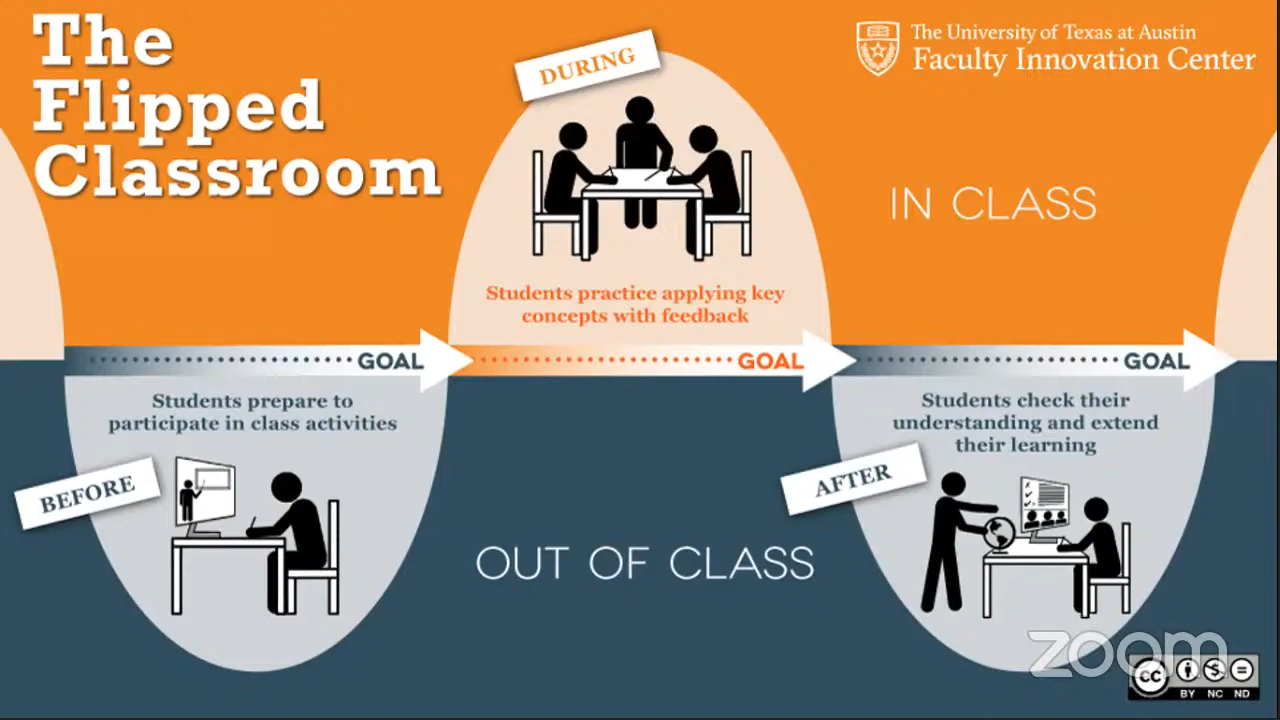 The
Flipped
Classroom
The University of Texas at Austin
Faculty Innovation Center
DURING
IN CLASS
Students practice applying key
concepts with feedback
GOAL
GOAL
GOAL
Students prepare to
participate in class activities
BEFORE
OUT OF CLASS
Students check their
understanding and extend
their learning
AFTER
zoom
CC
BY NC ND